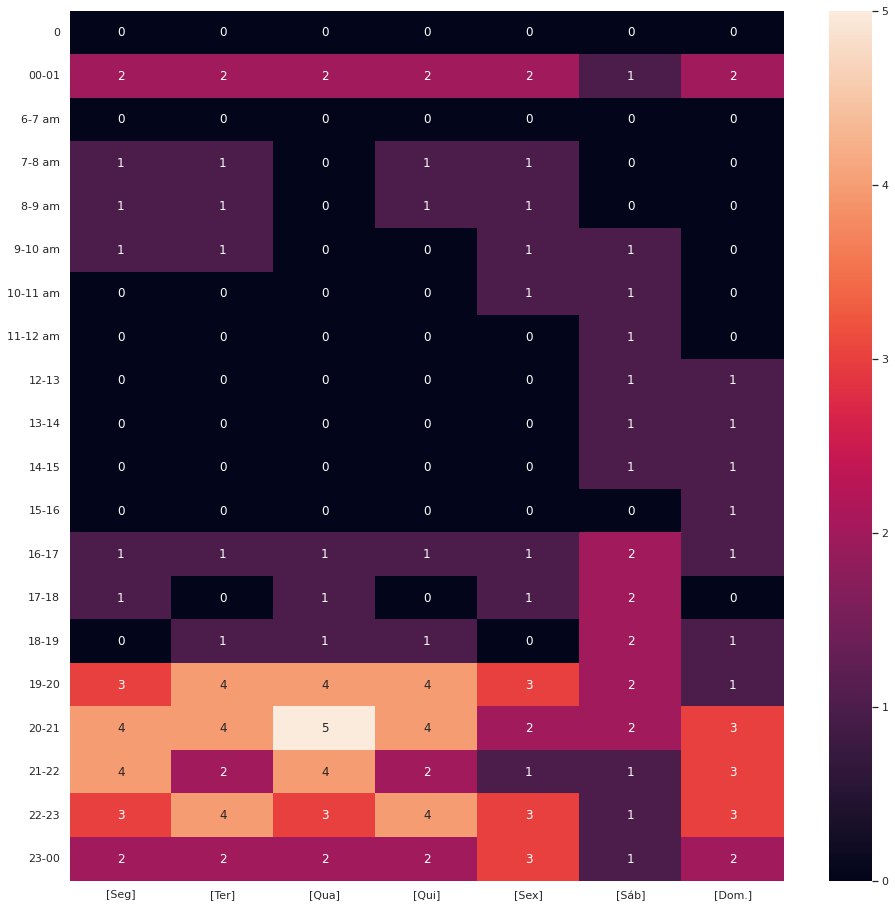 0 0 0 0 0 0 0 0 5
00-01 2 2 2 2 2 1 2
6-7 am 0 0 0 0 0 0 0
7-8 am 1 1 0 1 1 0 0
4
8-9 am 1 1 0 1 1 0 0
9-10 am 1 1 0 0 1 1 0
10-11 am 0 0 0 0 1 1 0
11-12 am 0 0 0 0 0 1 0
3
12-13 0 0 0 0 0 1 1
13-14 0 0 0 0 0 1 1
14-15 0 0 0 0 0 1 1
15-16 0 0 0 0 0 0 1
2
16-17 1 1 1 1 1 2 1
17-18 1 0 1 0 1 2 0
18-19 0 1 1 1 0 2 1
19-20 3 4 4 4 3 2 1
1
20-21 4 4 5 4 2 2 3
21-22 4 2 4 2 1 1 3
22-23 3 4 3 4 3 1 3
23-00 2 2 2 2 3 1 2
0
[Seg] [Ter] [Qua] [Qui] [Sex] [Sáb] [Dom.]